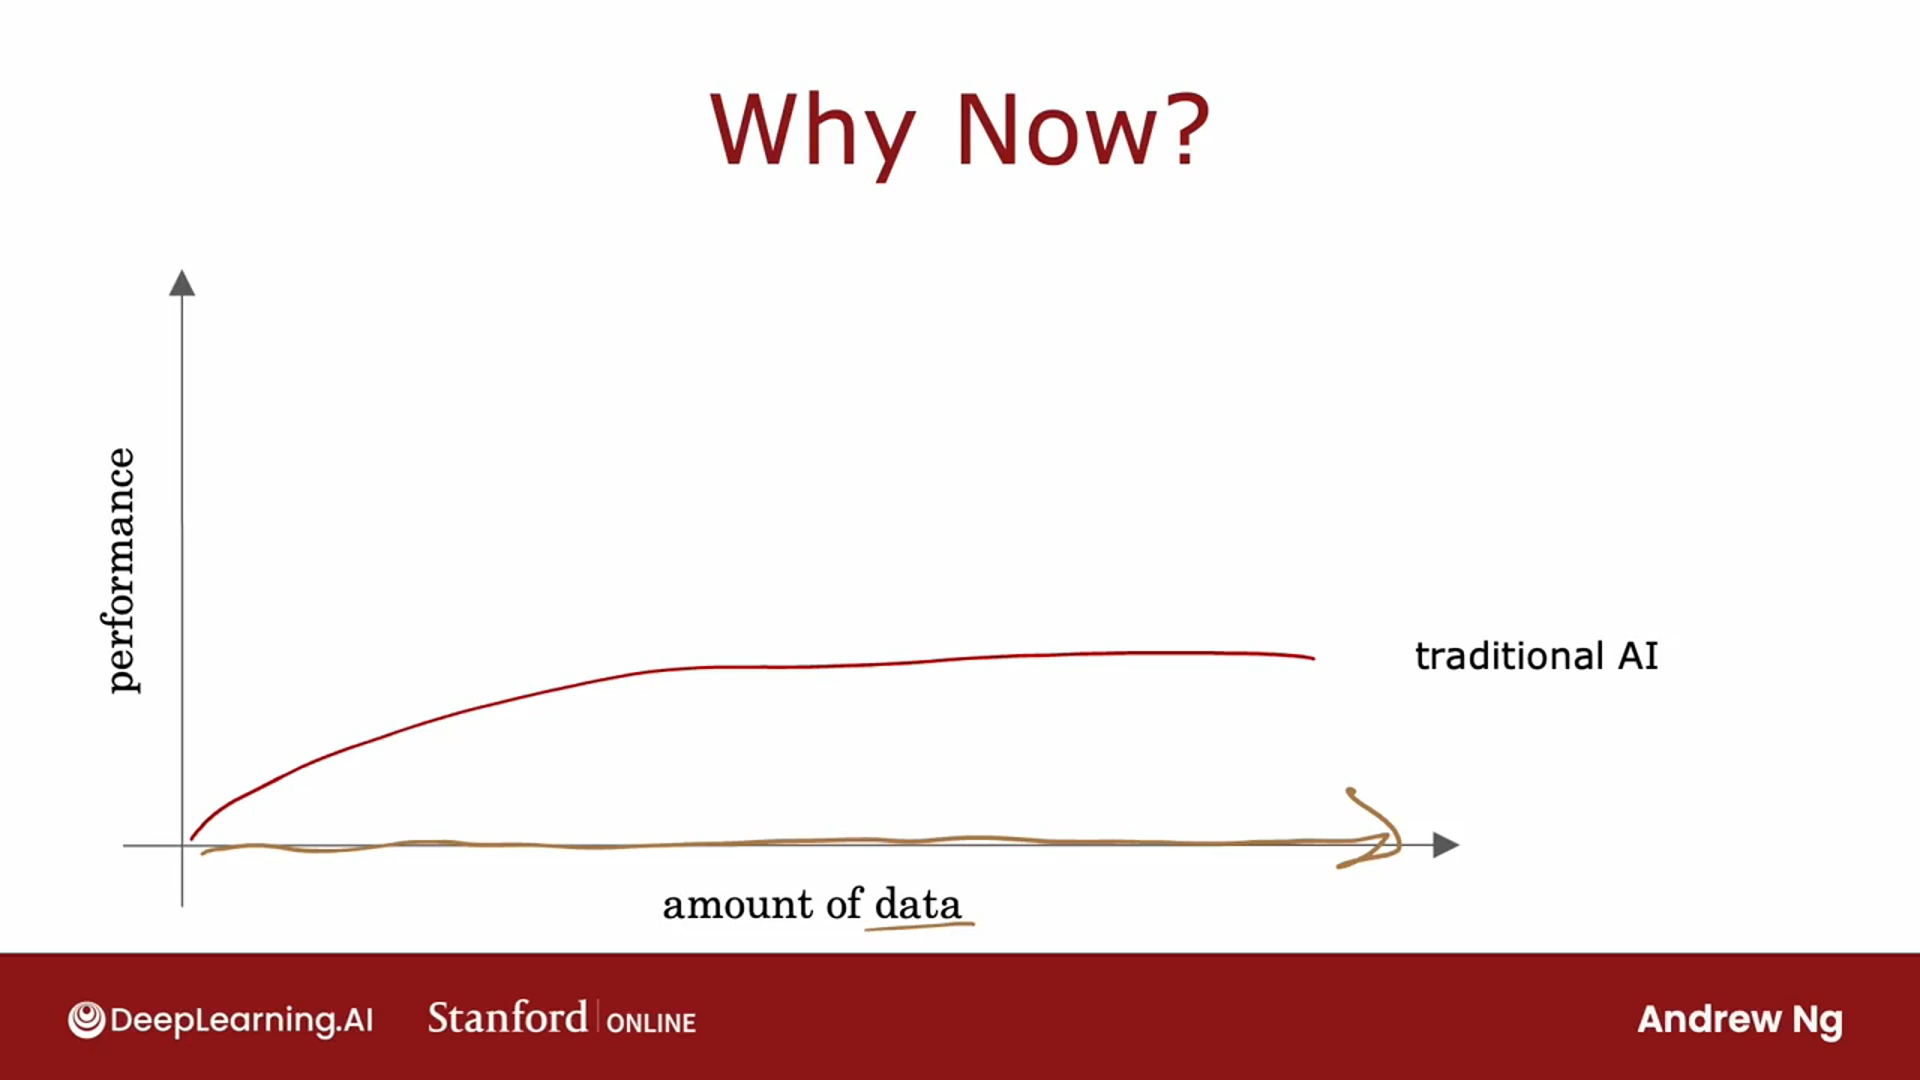 Why Now?
performance
traditional AI
amount of data
DeepLearning.AI
Stanford ONLINE
Andrew Ng